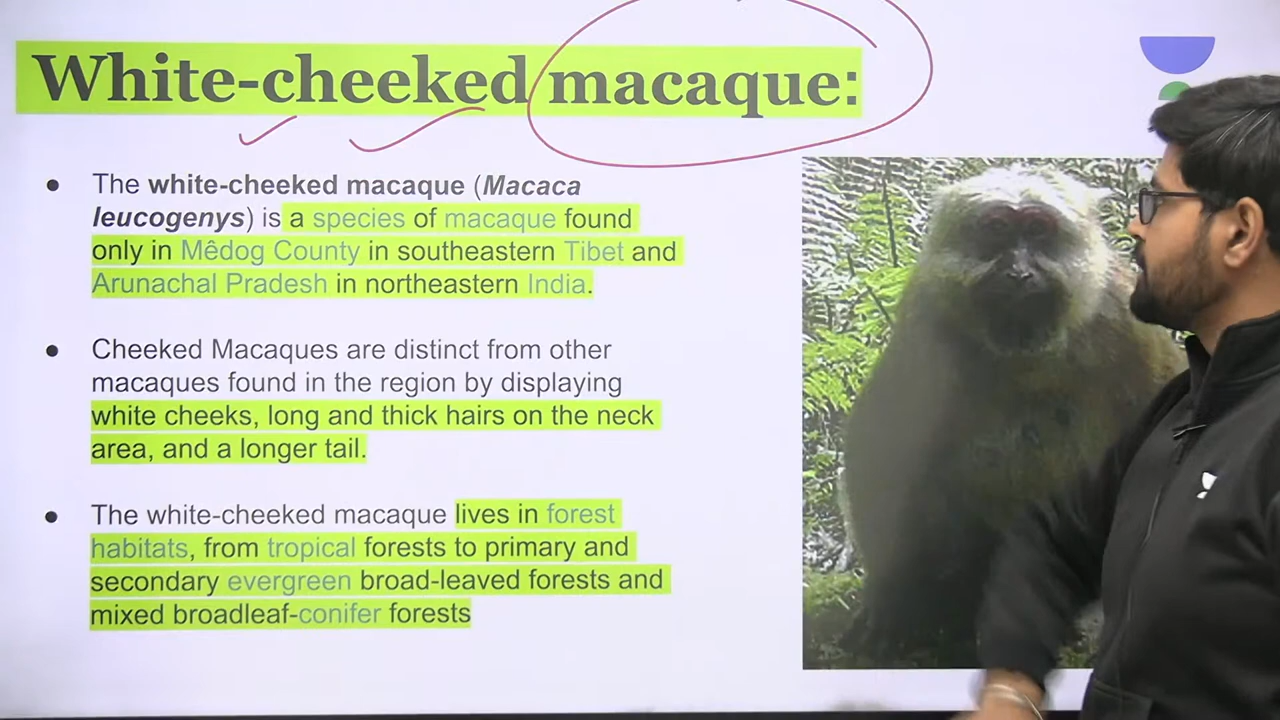 White-cheeked macaque:
● The white-cheeked macaque (Macaca
leucogenys) is a species of macaque found
only in Mêdog County in southeastern Tibet and
Arunachal Pradesh in northeastern India.
● Cheeked Macaques are distinct from other
macaques found in the region by displaying
white cheeks, long and thick hairs on the neck
area, and a longer tail.
● The white-cheeked macaque lives in forest
habitats, from tropical forests to primary and
secondary evergreen broad-leaved forests and
mixed broadleaf-conifer forests